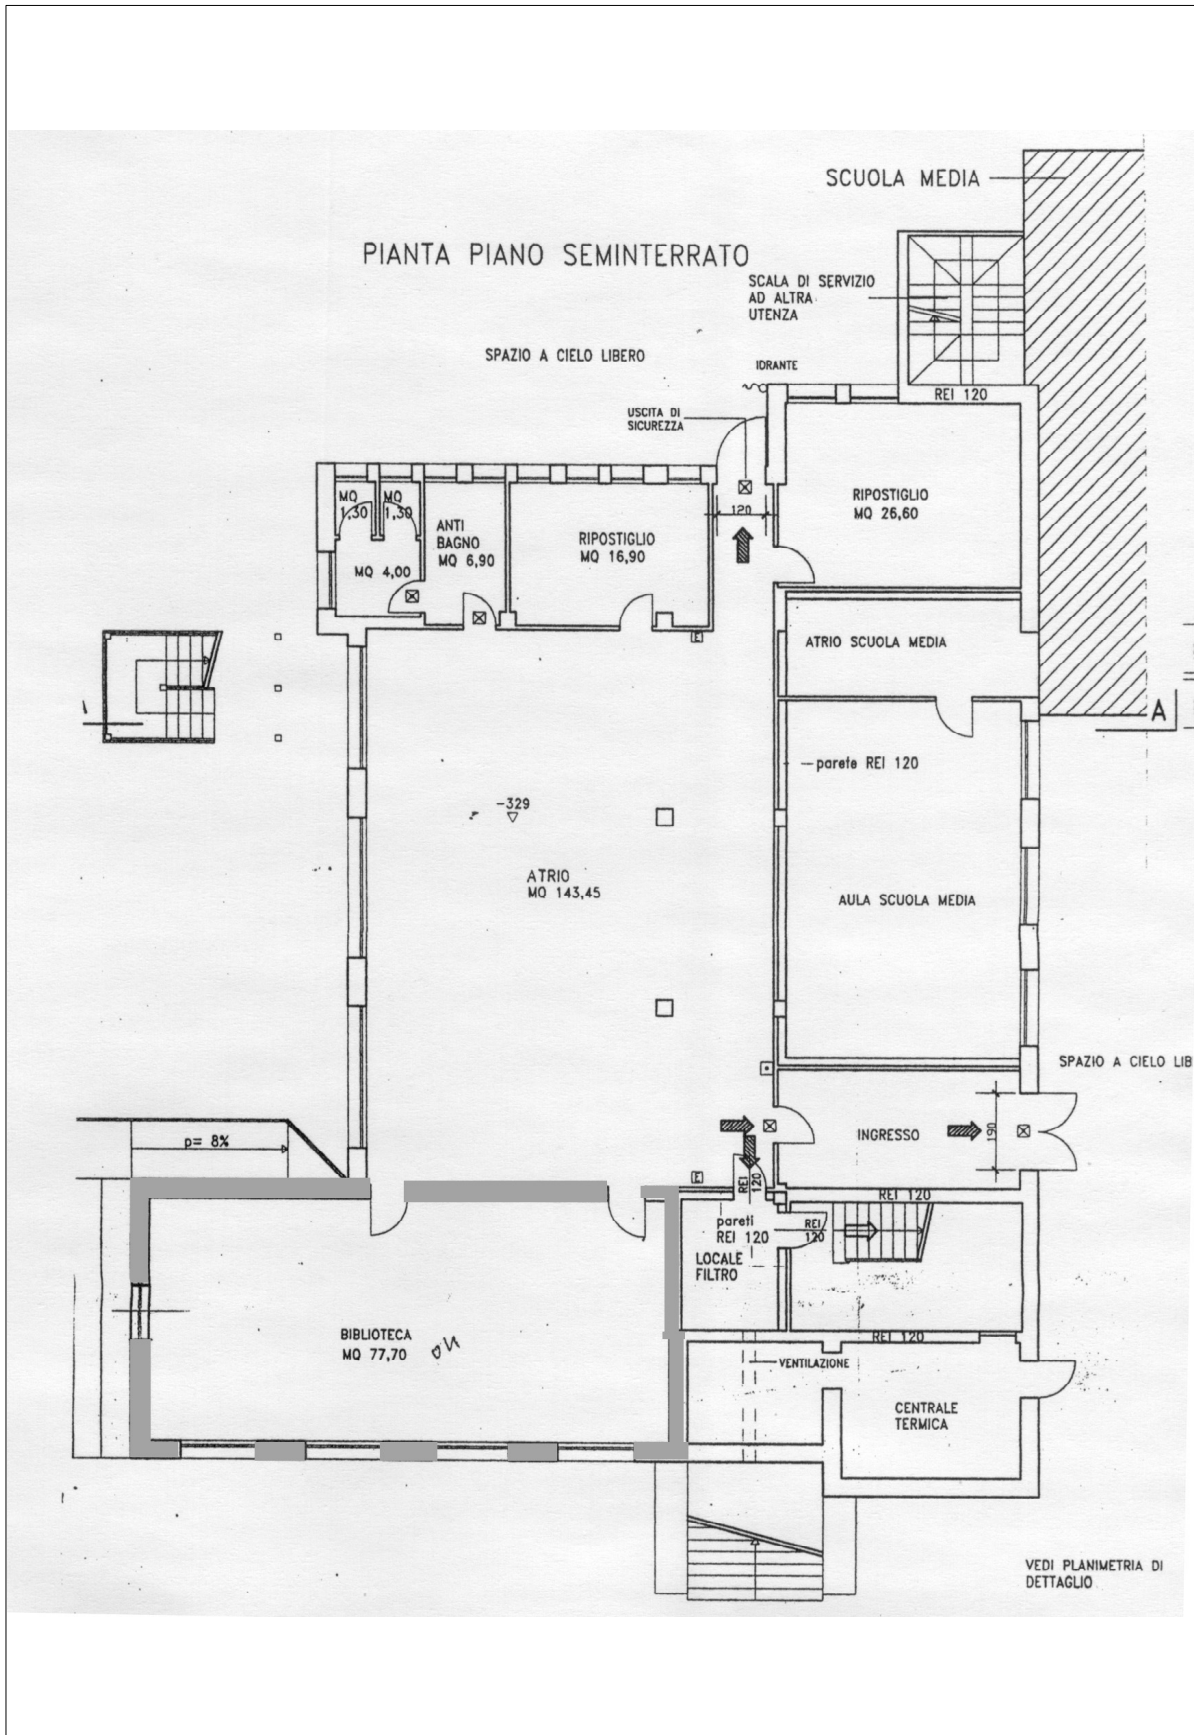 SCUOLA MEDIA
PIANTA PIANO SEMINTERRATO
SCALA DI SERVIZIO
AD ALTRA
UTENZA
SPAZIO A CIELO LIBERO
IDRANTE
REI 120
USCITA DI
SICUREZZA
MQ
1,30
MQ
1,30
ANTI
BAGNO
MQ 6,90
RIPOSTIGLIO
MQ 16,90
120
RIPOSTIGLIO
MQ 26,60
MQ 4,00
E
ATRIO SCUOLA MEDIA
A
parete REI 120
-329
ATRIO
MQ 143,45
AULA SCUOLA MEDIA
SPAZIO A CIELO LIB
p= 8%
INGRESSO
190
E
REI
120
REI 120
pareti
REI 120
REI
120
LOCALE
FILTRO
BIBLIOTECA
MQ 77,70
REI 120
VENTILAZIONE
CENTRALE
TERMICA
VEDI PLANIMETRIA DI
DETTAGLIO